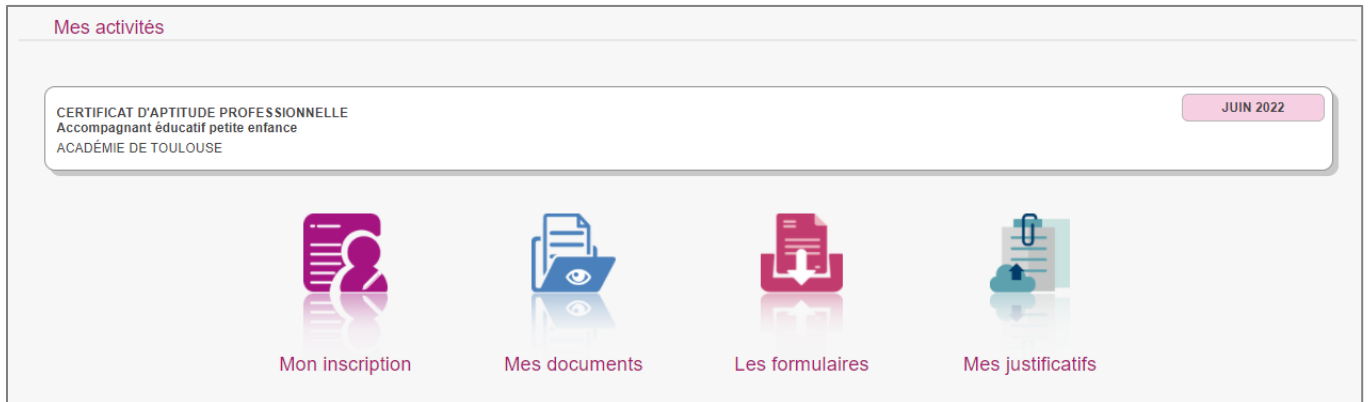 Mes activités
CERTIFICAT D'APTITUDE PROFESSIONNELLE
Accompagnant éducatif petite enfance
ACADÉMIE DE TOULOUSE
JUIN 2022
Mon inscription
Mes documents
Les formulaires
Mes justificatifs